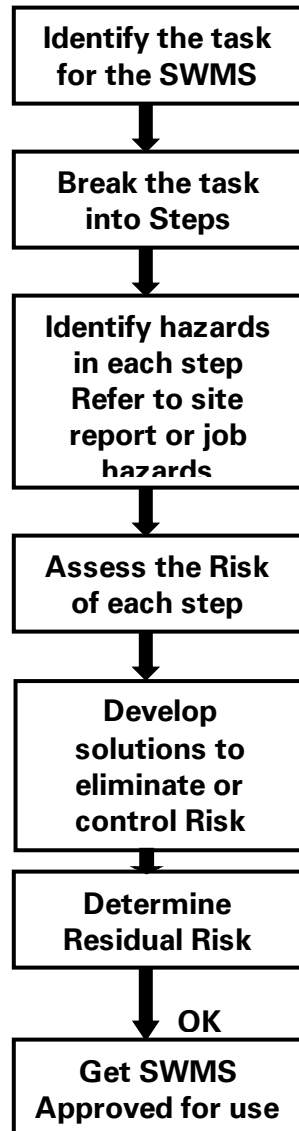 Identify the task
for the SWMS
Break the task
into Steps
Identify hazards
in each step
Refer to site
report or job
hazards
Assess the Risk
of each step
Develop
solutions to
eliminate or
control Risk
Determine
Residual Risk
OK
Get SWMS
Approved for use